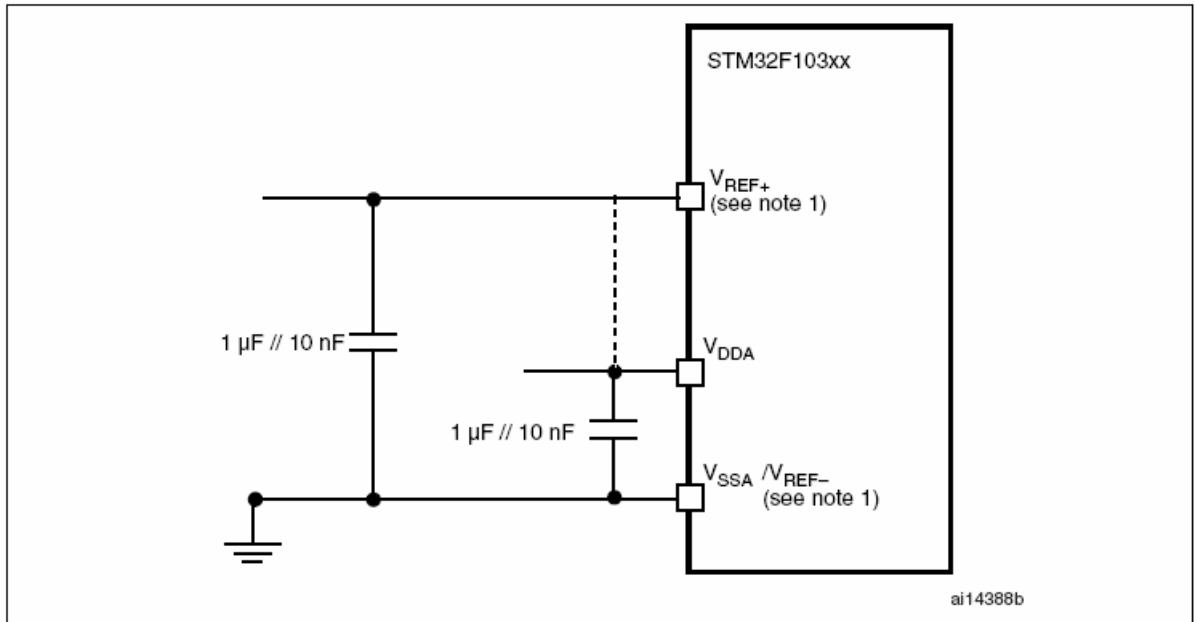 STM32F103xx
VREF+
(see note 1)
1 µF // 10 nF
VDDA
1 µF // 10 nF
VSSA /VREF–
(see note 1)
ai14388b